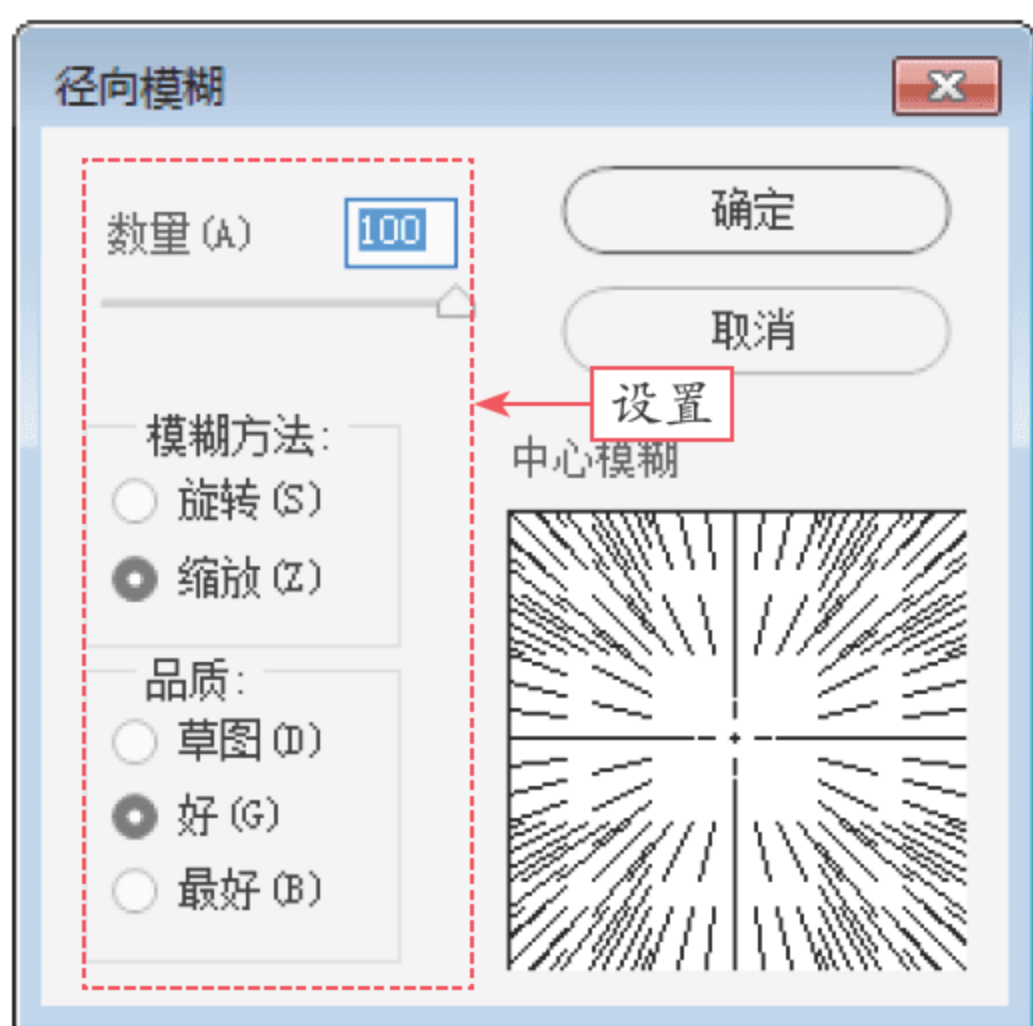 径向模糊
数量(A) 100
确定
取消
设置
模糊方法:
旋转(S)
缩放(Z)
中心模糊
品质:
草图(D)
好(G)
最好(B)